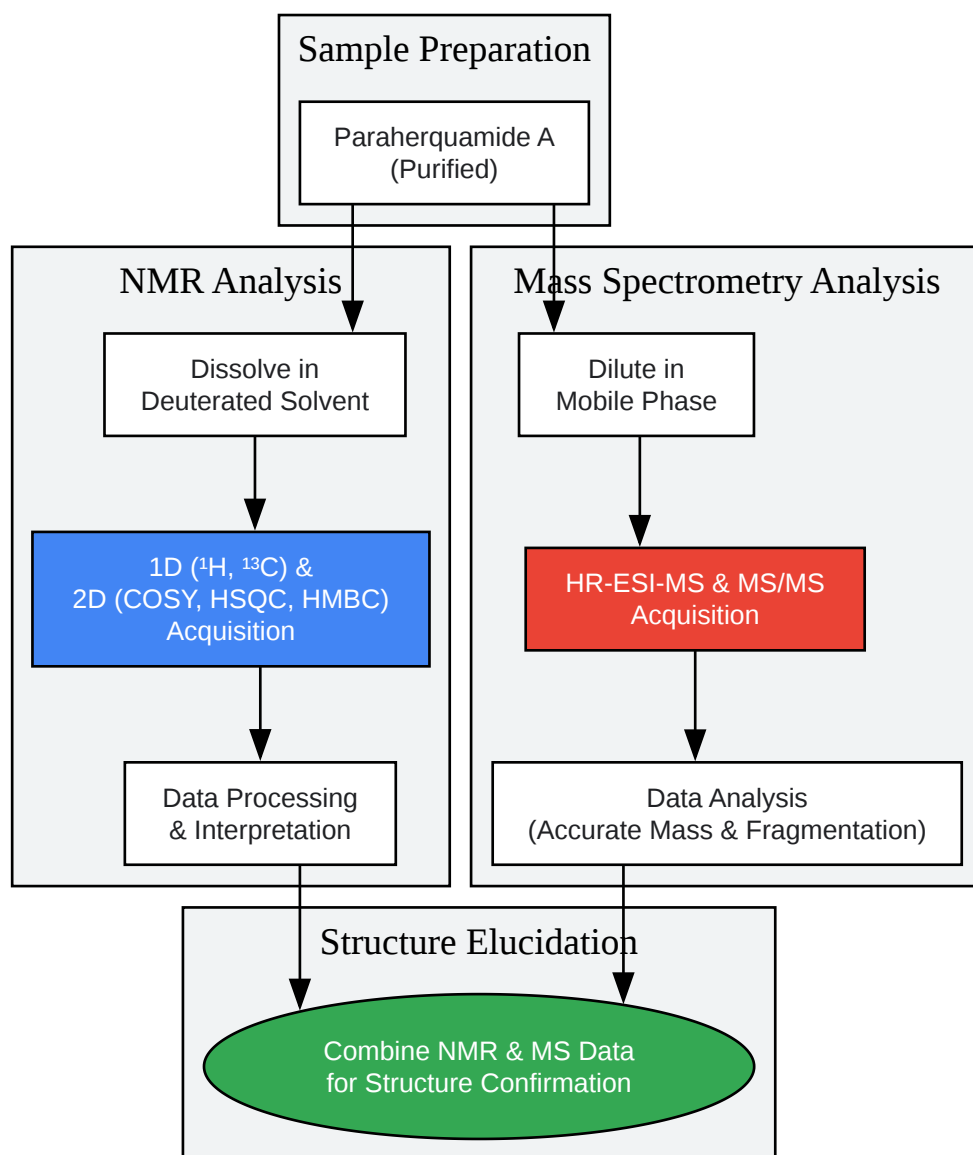 Sample Preparation
Paraherquamide A
(Purified)
NMR Analysis
Dissolve in
Deuterated Solvent
1D (¹H, ¹³C) &
2D (COSY, HSQC, HMBC)
Acquisition
Data Processing
& Interpretation
Mass Spectrometry Analysis
Dilute in
Mobile Phase
HR-ESI-MS & MS/MS
Acquisition
Data Analysis
(Accurate Mass & Fragmentation)
Structure Elucidation
Combine NMR & MS Data
for Structure Confirmation